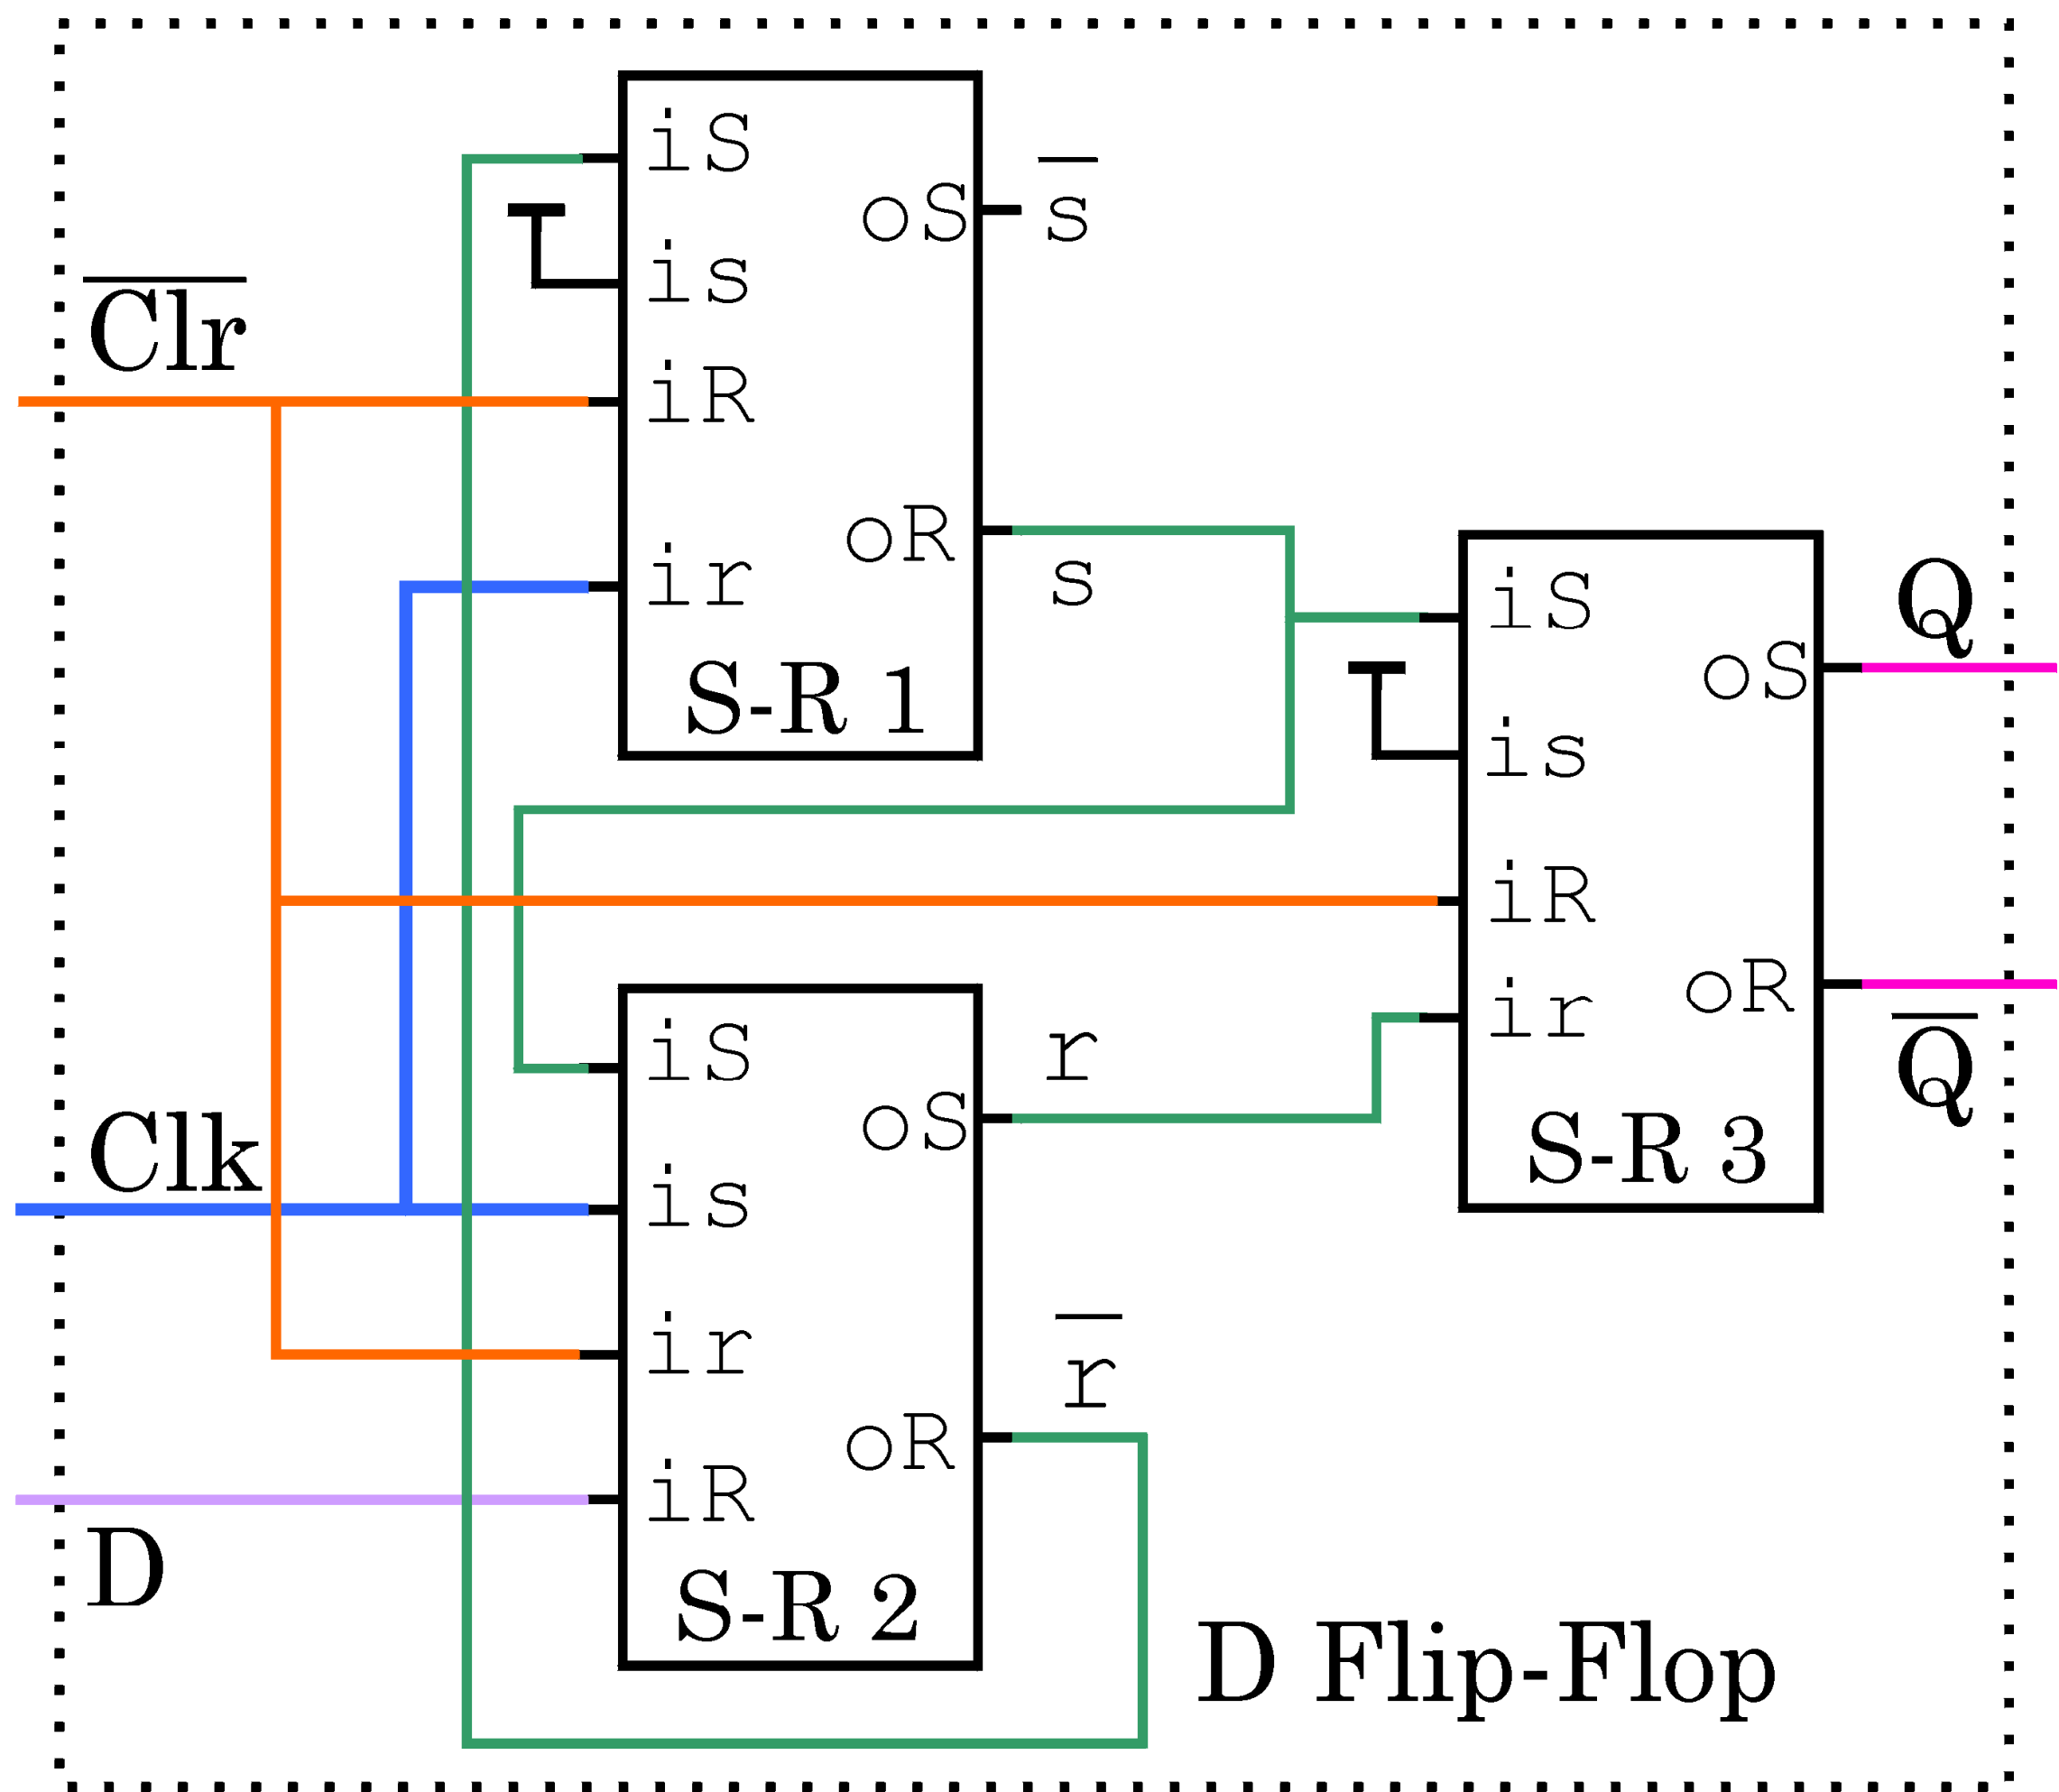 iS
oS
s̅
is
C̅l̅r̅
iR
oR
s
ir
S-R 1
iS
Q
oS
is
iR
oR
Q̅
ir
S-R 3
iS
r
oS
Clk
is
ir
r̅
oR
iR
D
S-R 2
D Flip-Flop